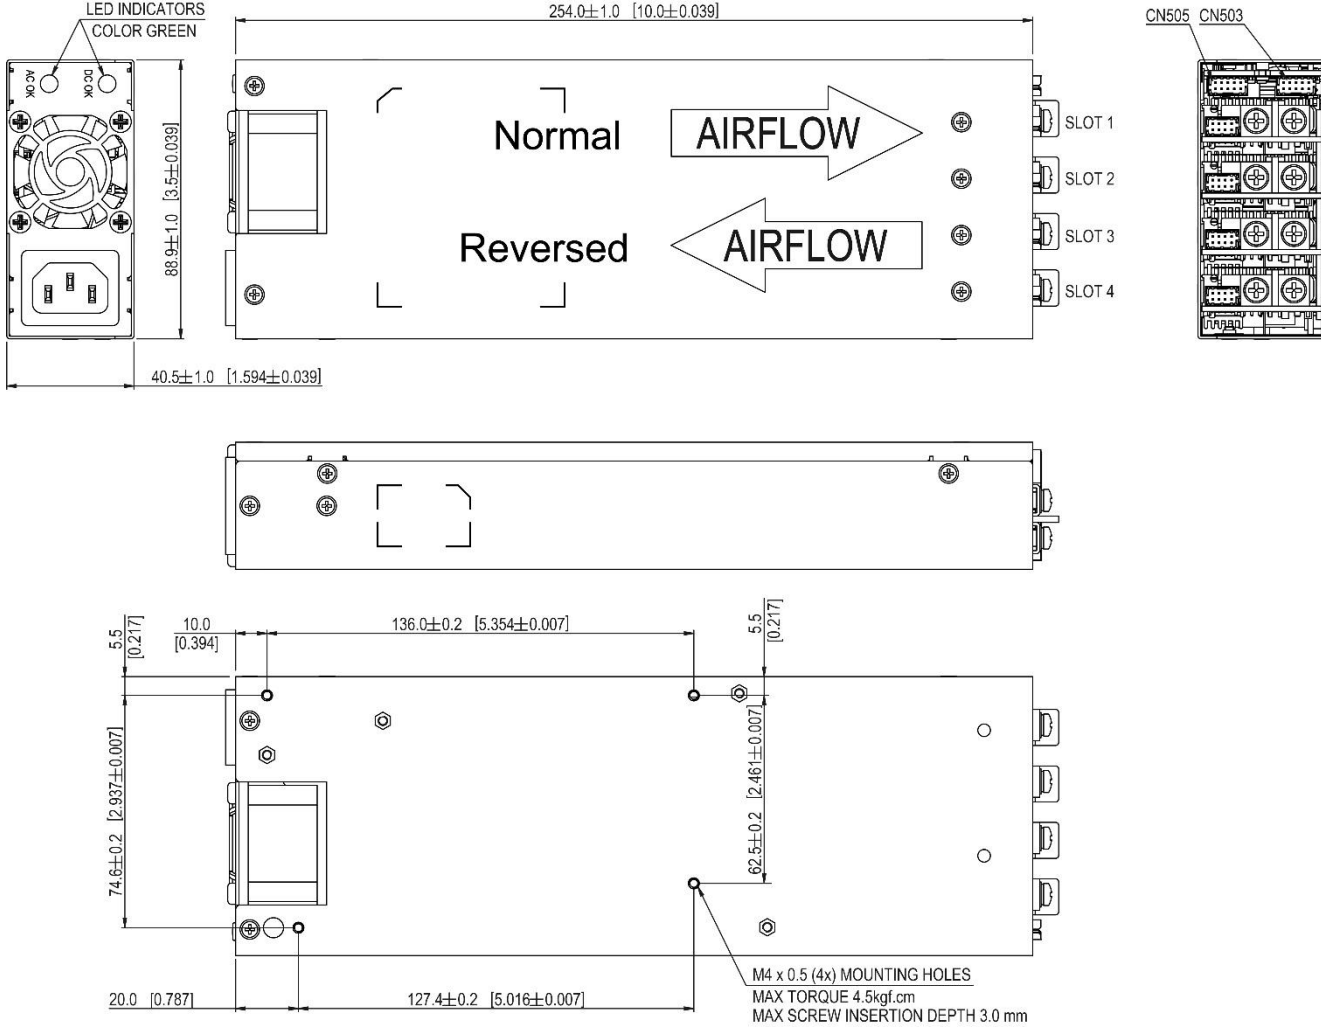 LED INDICATORS
COLOR GREEN
AC OK
DC OK
254.0±1.0 [10.0±0.039]
CN505 CN503
88.9±1.0 [3.5±0.039]
Normal
AIRFLOW
Reversed
AIRFLOW
SLOT 1
SLOT 2
SLOT 3
SLOT 4
40.5±1.0 [1.594±0.039]
5.5
[0.217]
10.0
[0.394]
136.0±0.2 [5.354±0.007]
5.5
[0.217]
74.6±0.2 [2.937±0.007]
62.5±0.2 [2.461±0.007]
20.0 [0.787]
127.4±0.2 [5.016±0.007]
M4 x 0.5 (4x) MOUNTING HOLES
MAX TORQUE 4.5kgf.cm
MAX SCREW INSERTION DEPTH 3.0 mm